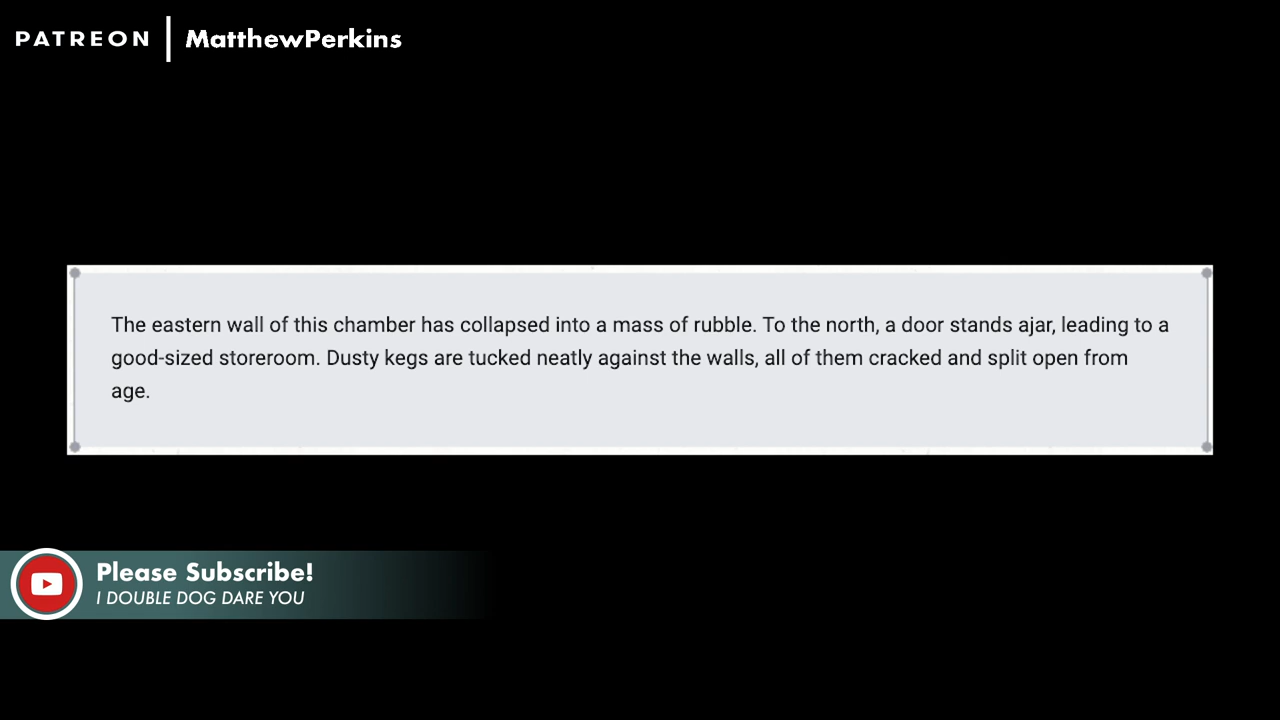 PATREON | MatthewPerkins
The eastern wall of this chamber has collapsed into a mass of rubble. To the north, a door stands ajar, leading to a
good-sized storeroom. Dusty kegs are tucked neatly against the walls, all of them cracked and split open from
age.
Please Subscribe!
I DOUBLE DOG DARE YOU